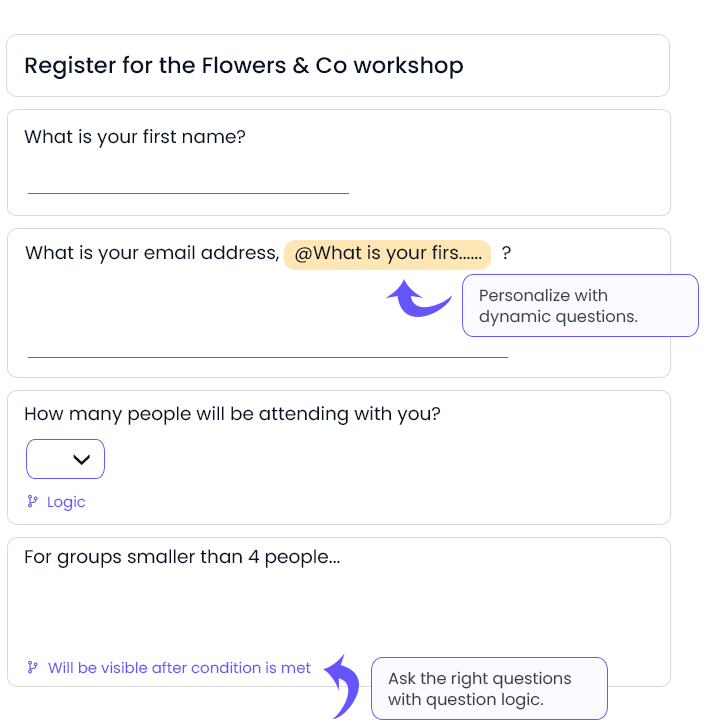 Register for the Flowers & Co workshop
What is your first name?
What is your email address, @What is your firs...... ?
Personalize with
dynamic questions.
How many people will be attending with you?
Logic
For groups smaller than 4 people...
Will be visible after condition is met
Ask the right questions
with question logic.